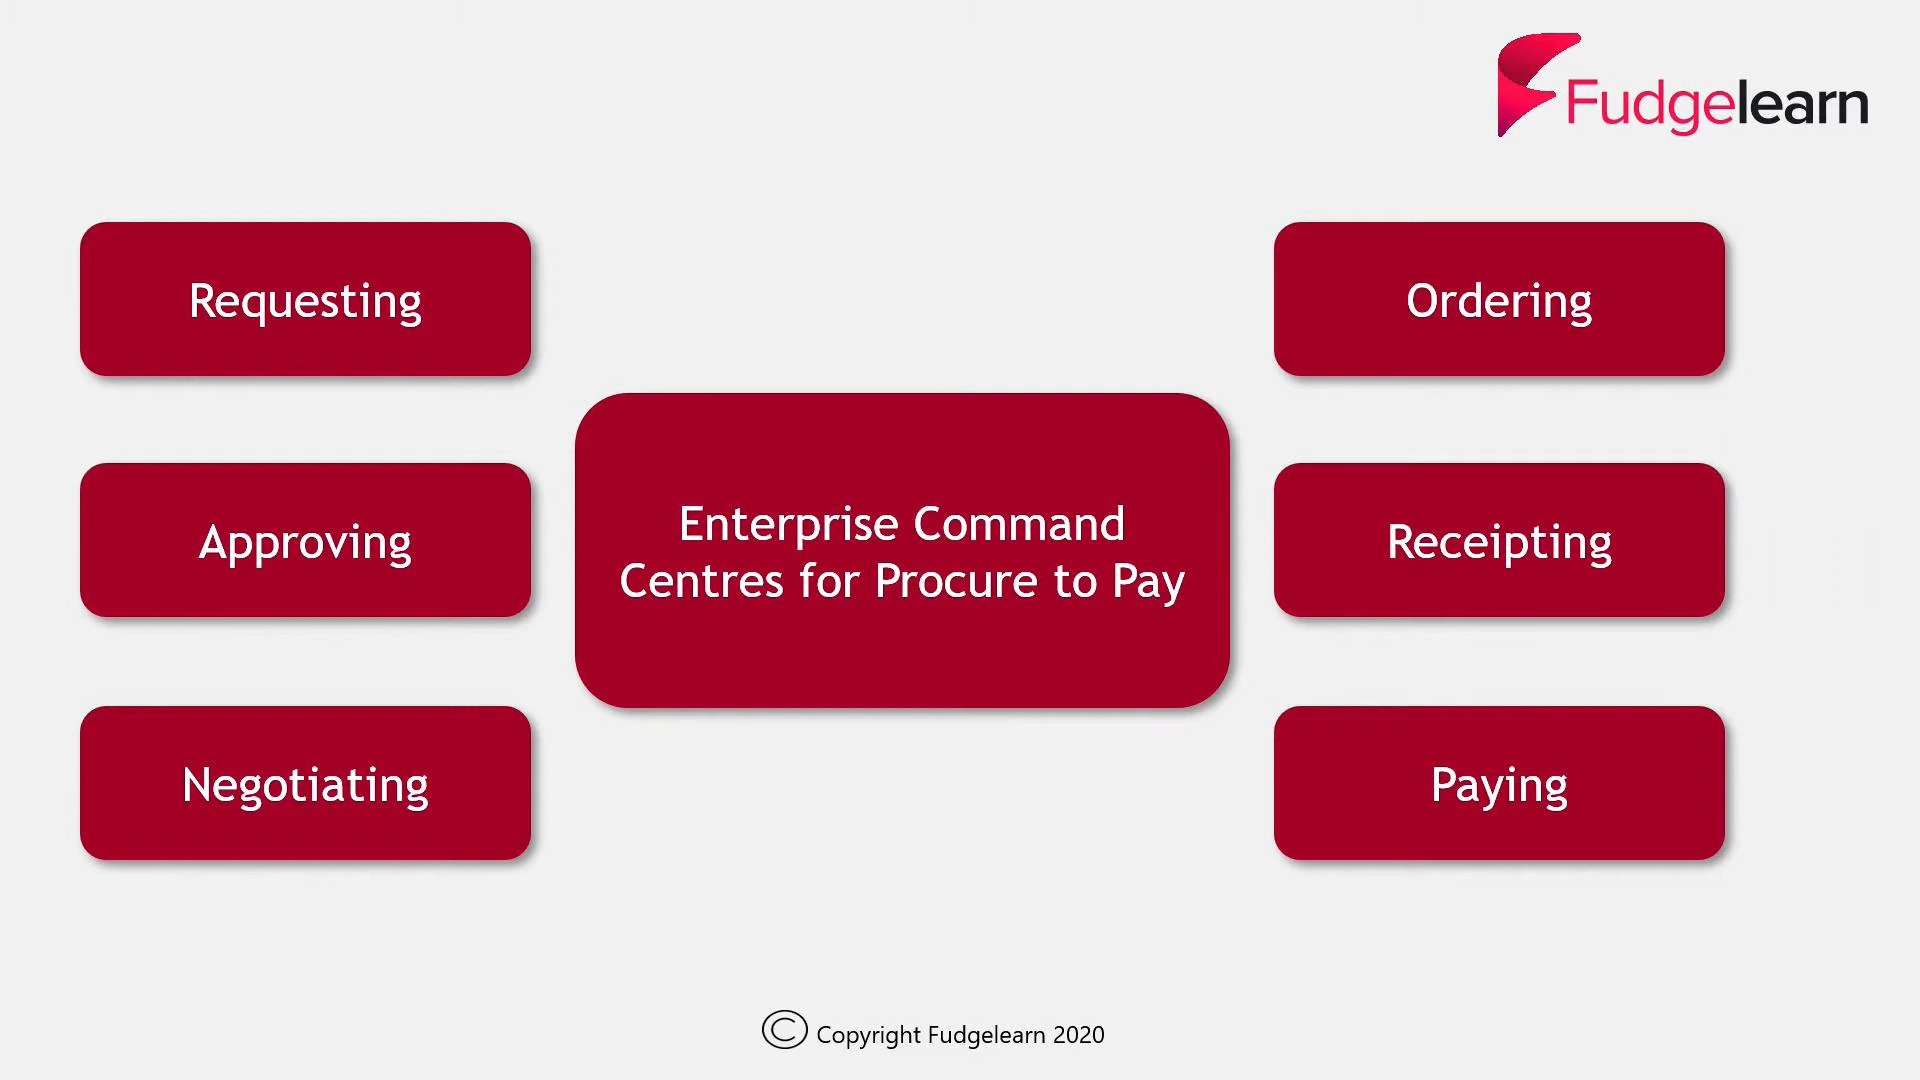 Fudgelearn
Requesting
Approving
Negotiating
Enterprise Command
Centres for Procure to Pay
Ordering
Receipting
Paying
© Copyright Fudgelearn 2020